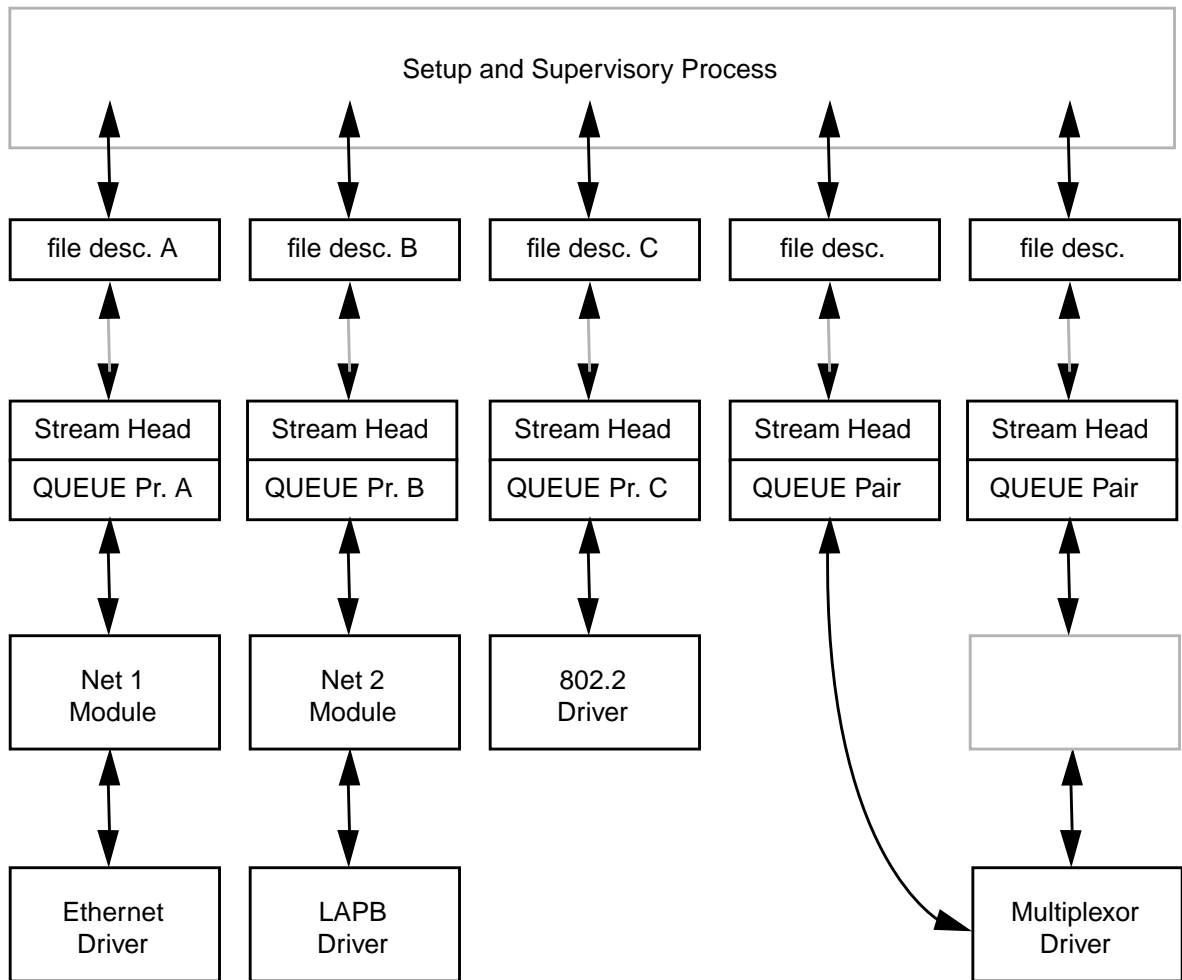 Setup and Supervisory Process
file desc. A
file desc. B
file desc. C
file desc.
file desc.
Stream Head
Stream Head
Stream Head
Stream Head
Stream Head
QUEUE Pr. A
QUEUE Pr. B
QUEUE Pr. C
QUEUE Pair
QUEUE Pair
Net 1
Module
Net 2
Module
802.2
Driver
Ethernet
Driver
LAPB
Driver
Multiplexor
Driver